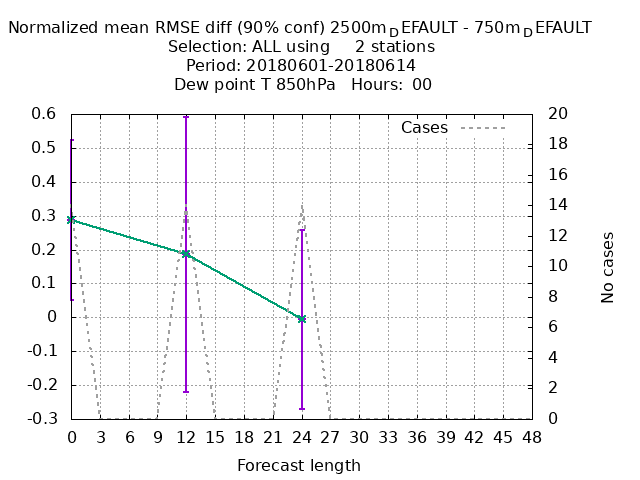 Normalized mean RMSE diff (90% conf) 2500mDEFAULT - 750mDEFAULT
Selection: ALL using 2 stations
Period: 20180601-20180614
Dew point T 850hPa Hours: 00
Cases
0.6
0.5
0.4
0.3
0.2
0.1
0
-0.1
-0.2
-0.3
20
18
16
14
12
10
8
6
4
2
0
No cases
0 3 6 9 12 15 18 21 24 27 30 33 36 39 42 45 48
Forecast length